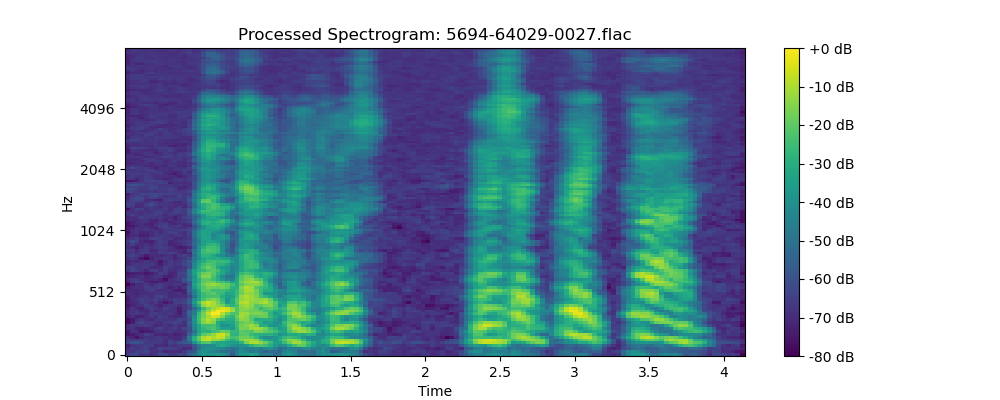 Processed Spectrogram: 5694-64029-0027.flac
Hz
4096
2048
1024
512
0
0 0.5 1 1.5 2 2.5 3 3.5 4
Time
+0 dB
-10 dB
-20 dB
-30 dB
-40 dB
-50 dB
-60 dB
-70 dB
-80 dB